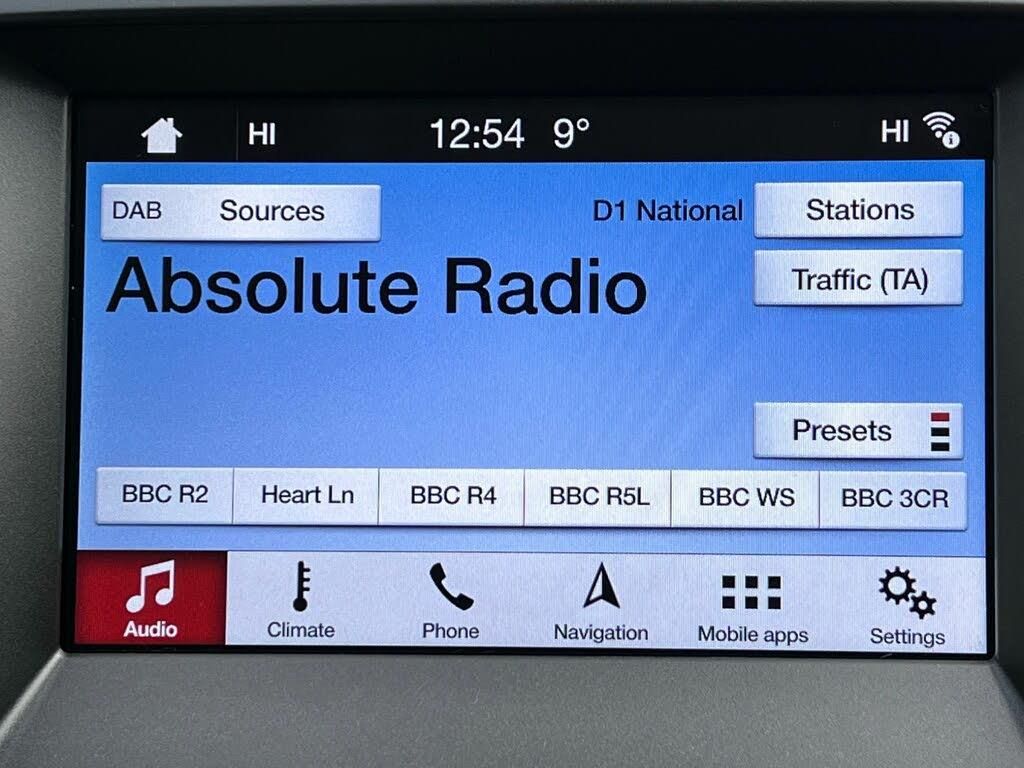 HI 12:54 9° HI
DAB Sources D1 National Stations
Absolute Radio
Traffic (TA)
Presets
BBC R2 Heart Ln BBC R4 BBC R5L BBC WS BBC 3CR
Audio Climate Phone Navigation Mobile apps Settings